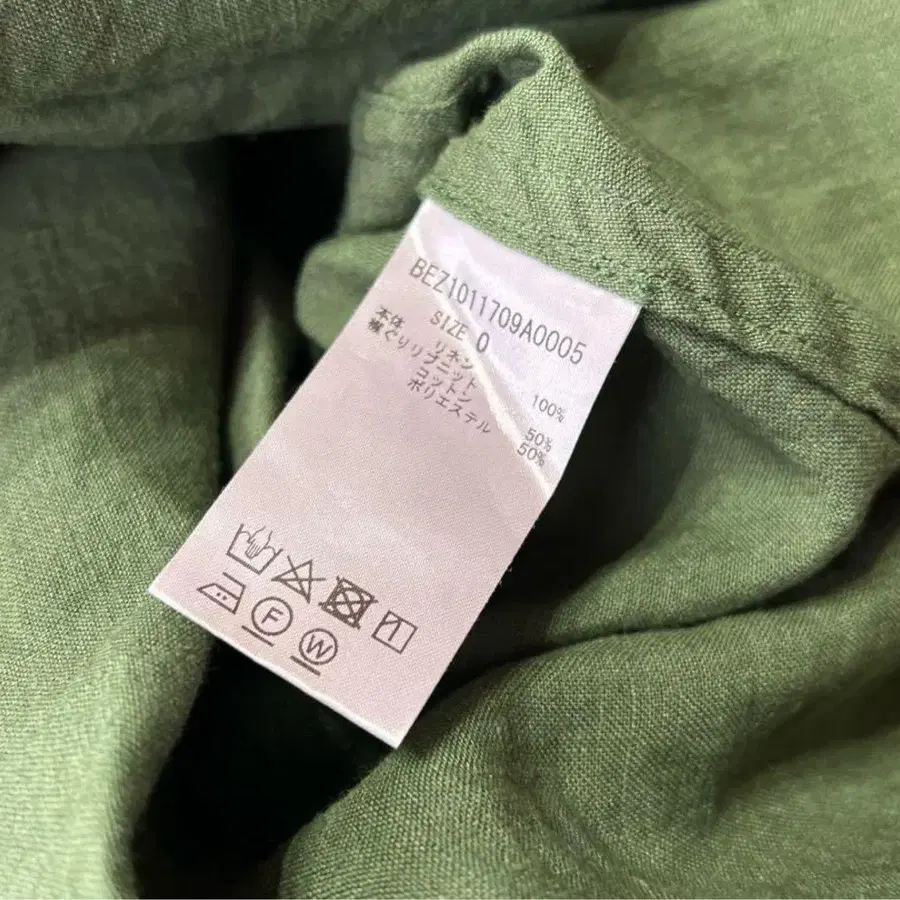 BEZ1011709A0005
SIZE 0
本体 リネン 100%
襟ぐりリブニット
コットン 50%
ポリエステル 50%
F W